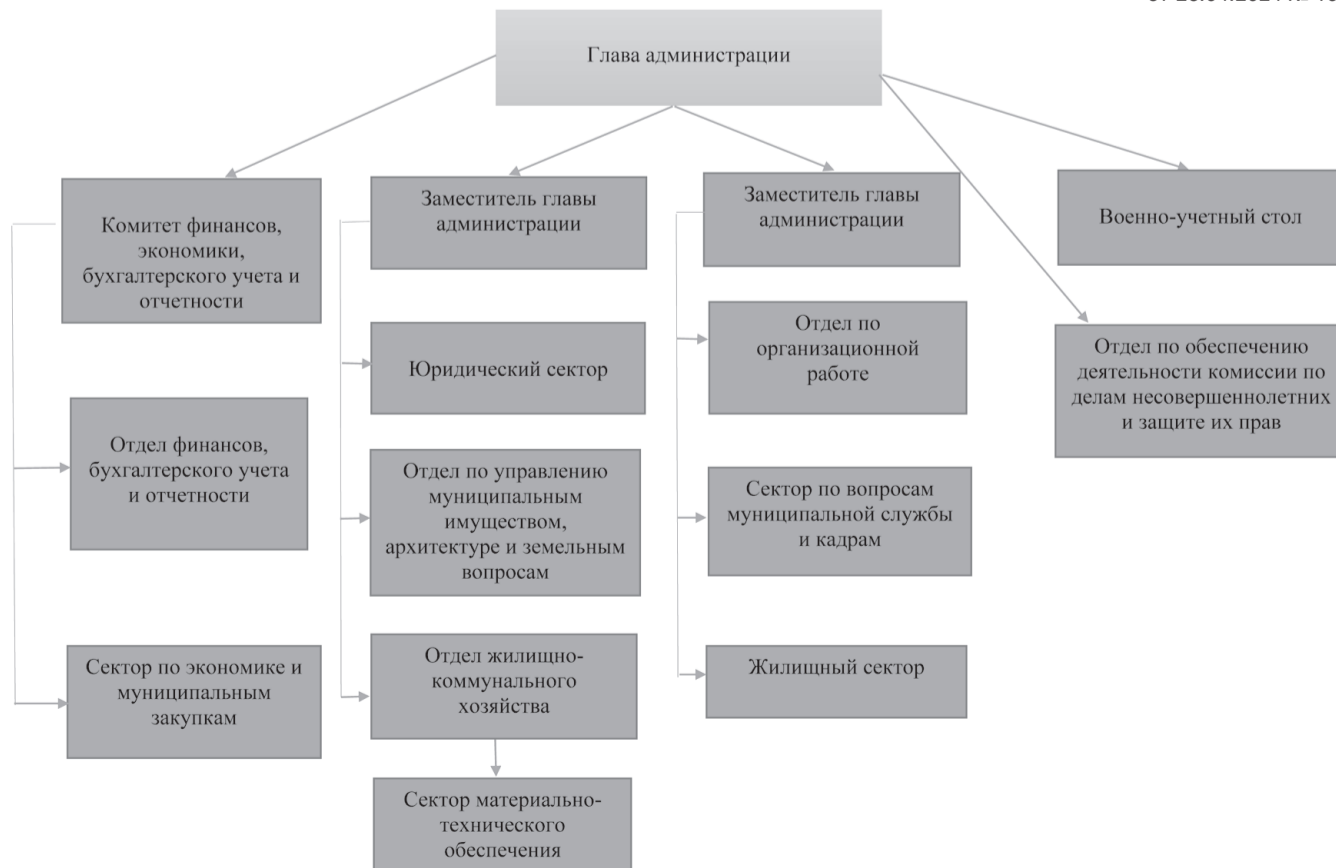 Глава администрации
Комитет финансов,
экономики,
бухгалтерского учета и
отчетности
Отдел финансов,
бухгалтерского учета
и отчетности
Сектор по экономике и
муниципальным
закупкам
Заместитель главы
администрации
Юридический сектор
Отдел по управлению
муниципальным
имуществом,
архитектуре и земельным
вопросам
Отдел жилищно-
коммунального
хозяйства
Сектор материально-
технического
обеспечения
Заместитель главы
администрации
Отдел по
организационной
работе
Сектор по вопросам
муниципальной службы
и кадрам
Жилищный сектор
Военно-учетный стол
Отдел по обеспечению
деятельности комиссии по
делам несовершеннолетних
и защите их прав